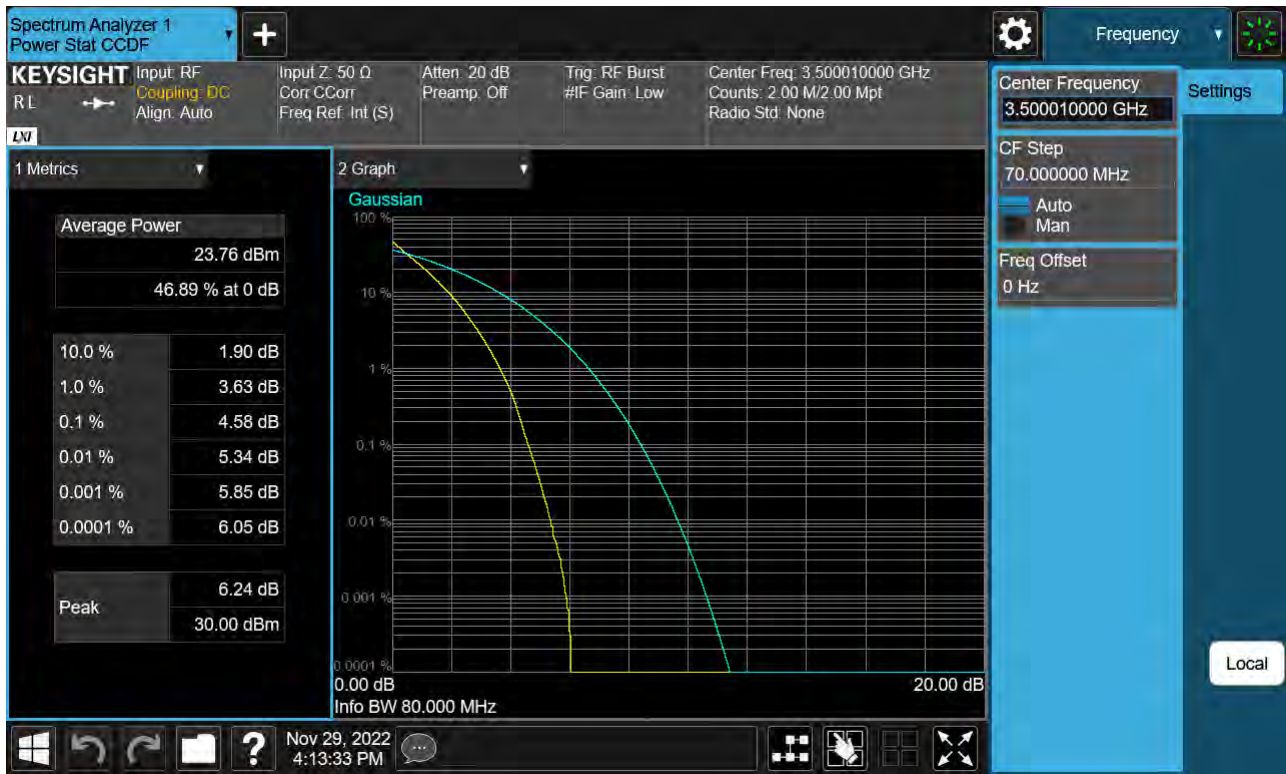 Spectrum Analyzer 1
Power Stat CCDF
+
Frequency
KEYSIGHT
RL
LXI
Input: RF
Coupling: DC
Align: Auto
Input Z: 50 Ω
Corr CCorr
Freq Ref: Int (S)
Atten: 20 dB
Preamp: Off
Trig: RF Burst
#IF Gain: Low
Center Freq: 3.500010000 GHz
Counts: 2.00 M/2.00 Mpt
Radio Std: None
Center Frequency
3.500010000 GHz
Settings
CF Step
70.000000 MHz
Auto
Man
Freq Offset
0 Hz
Local
1 Metrics
Average Power
23.76 dBm
46.89 % at 0 dB
10.0 % 1.90 dB
1.0 % 3.63 dB
0.1 % 4.58 dB
0.01 % 5.34 dB
0.001 % 5.85 dB
0.0001 % 6.05 dB
Peak
6.24 dB
30.00 dBm
2 Graph
Gaussian
100 %
10 %
1 %
0.1 %
0.01 %
0.001 %
0.0001 %
0.00 dB
20.00 dB
Info BW 80.000 MHz
?
Nov 29, 2022
4:13:33 PM